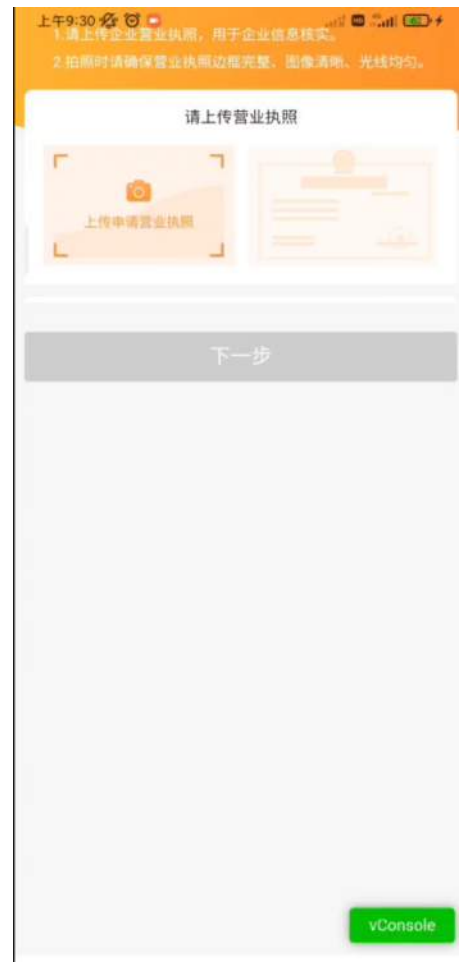 上午9:30
1.请上传企业营业执照，用于企业信息核实。
2.拍照时请确保营业执照边框完整、图像清晰、光线均匀。
请上传营业执照
上传申请营业执照
下一步
vConsole